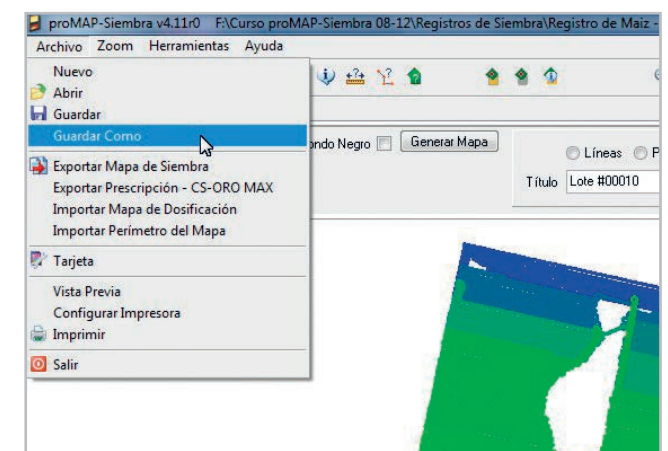 proMAP-Siembra v4.11r0 F:\Curso proMAP-Siembra 08-12\Registros de Siembra\Registro de Maiz -
Archivo Zoom Herramientas Ayuda
Nuevo
Abrir
Guardar
Guardar Como
Exportar Mapa de Siembra
Exportar Prescripción - CS-ORO MAX
Importar Mapa de Dosificación
Importar Perímetro del Mapa
Tarjeta
Vista Previa
Configurar Impresora
Imprimir
Salir
ondo Negro Generar Mapa
Líneas P
Título Lote #00010